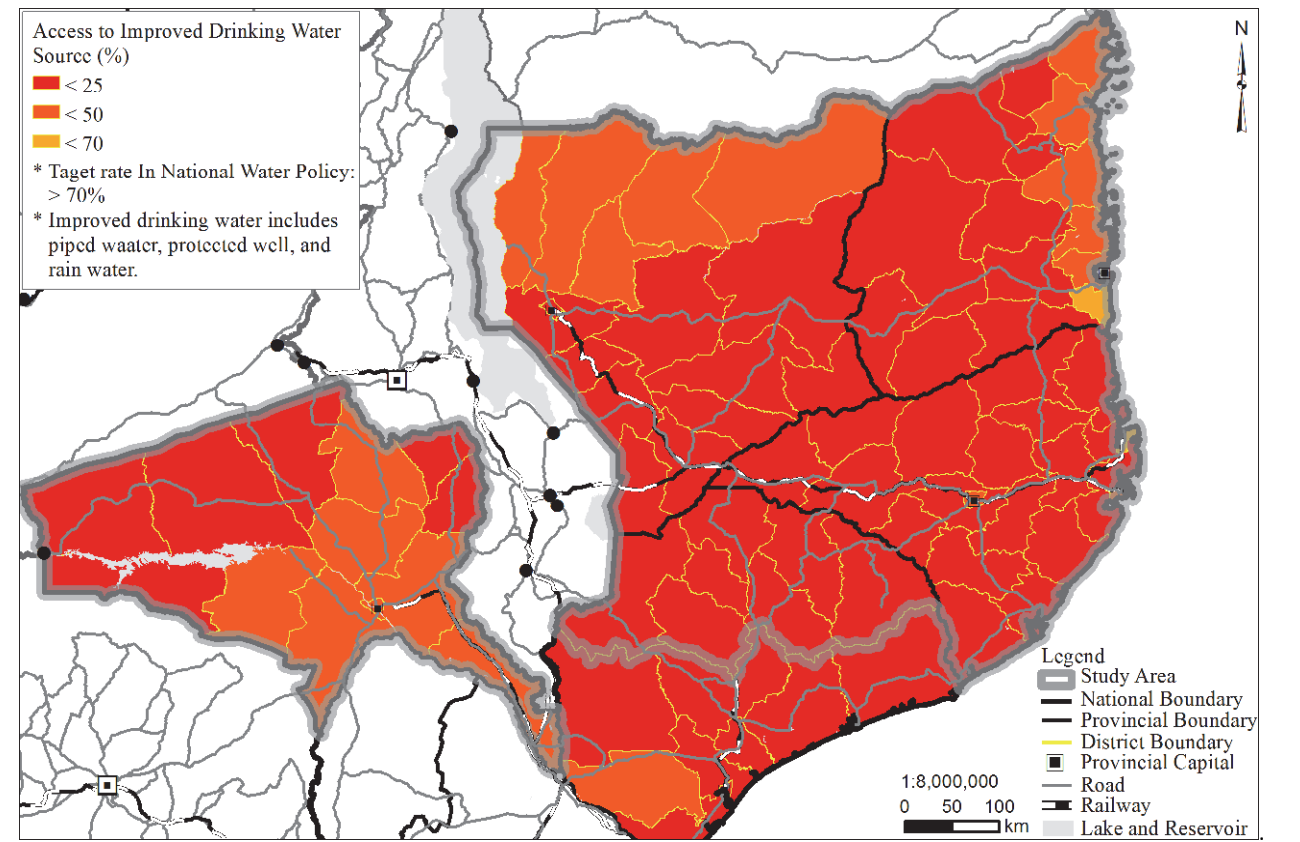 Access to Improved Drinking Water
Source (%)
< 25
< 50
< 70
* Taget rate In National Water Policy:
> 70%
* Improved drinking water includes
piped waater, protected well, and
rain water.
N
Legend
Study Area
National Boundary
Provincial Boundary
District Boundary
Provincial Capital
Road
Railway
Lake and Reservoir
1:8,000,000
0 50 100
km